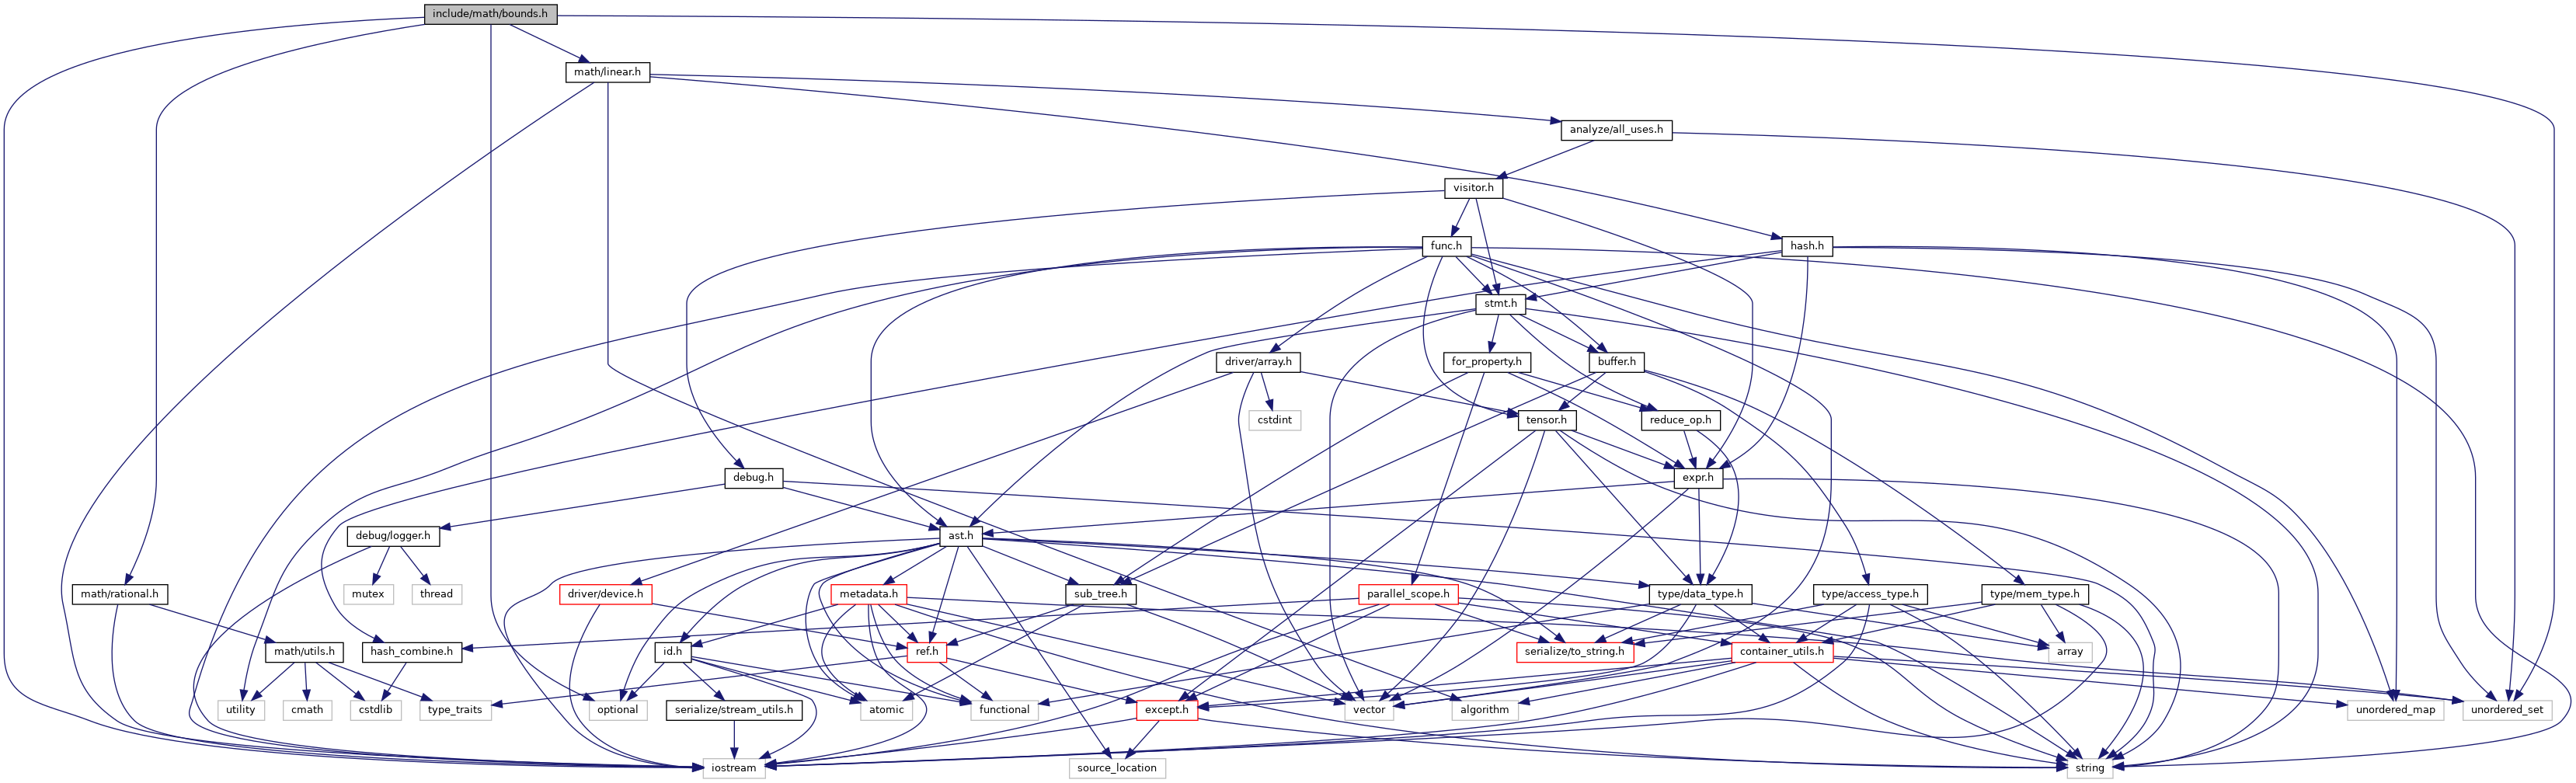 include/math/bounds.h
math/linear.h
analyze/all_uses.h
visitor.h
func.h
hash.h
stmt.h
driver/array.h
for_property.h
buffer.h
cstdint
tensor.h
reduce_op.h
debug.h
expr.h
debug/logger.h
ast.h
math/rational.h
mutex
thread
driver/device.h
metadata.h
sub_tree.h
parallel_scope.h
type/data_type.h
type/access_type.h
type/mem_type.h
math/utils.h
hash_combine.h
id.h
ref.h
serialize/to_string.h
container_utils.h
array
utility
cmath
cstdlib
type_traits
optional
serialize/stream_utils.h
atomic
functional
except.h
vector
algorithm
unordered_map
unordered_set
iostream
source_location
string